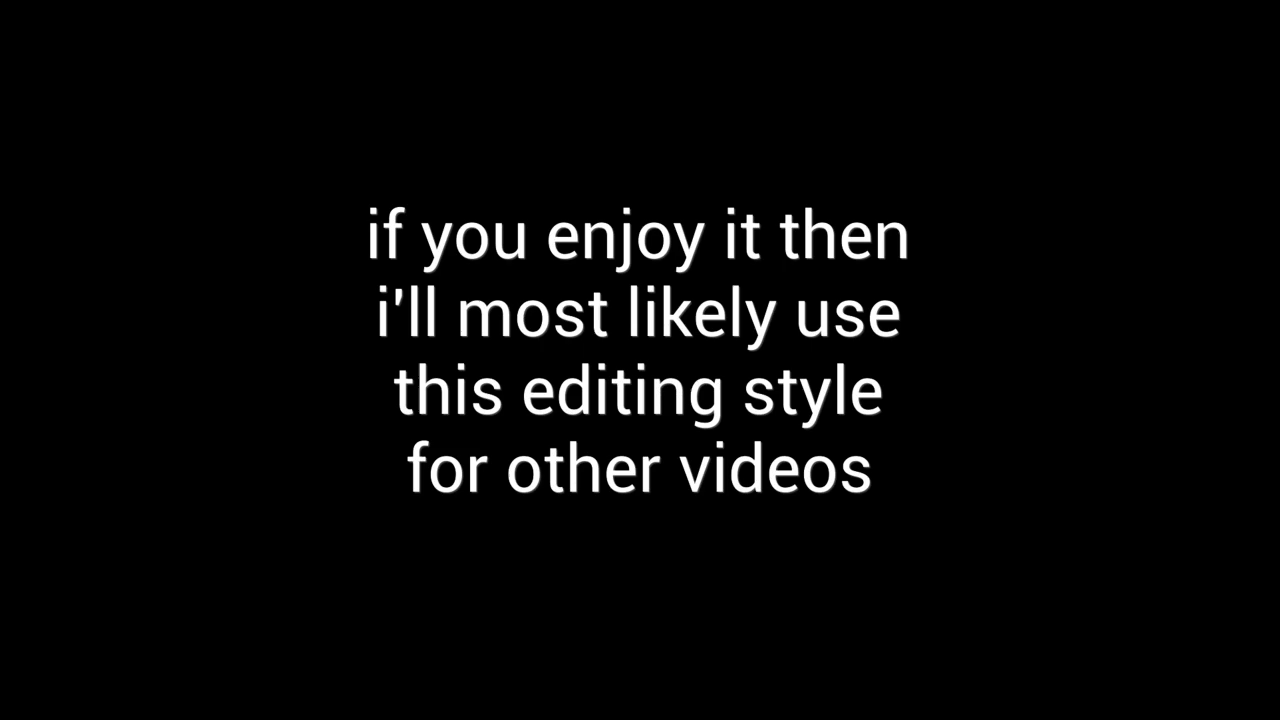 if you enjoy it then
i'll most likely use
this editing style
for other videos